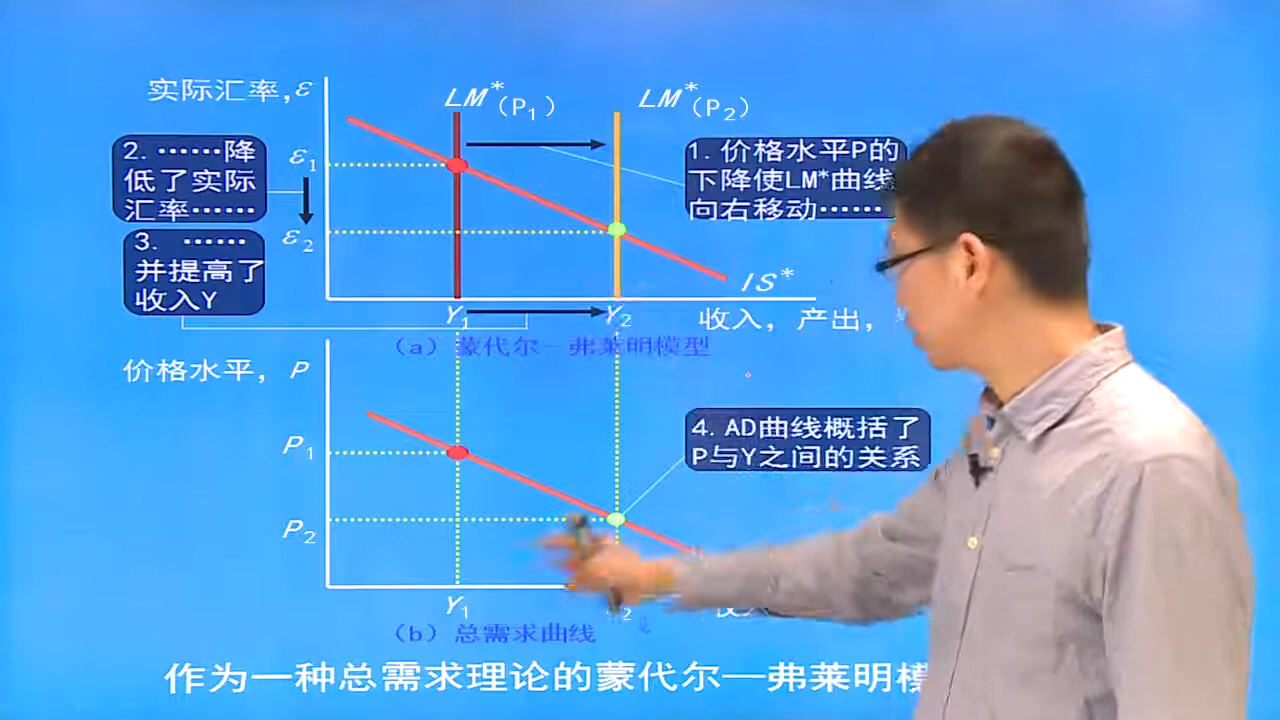 实际汇率,ε
LM*(P₁)
LM*(P₂)
2. ……降
低了实际
汇率……
ε₁
ε₂
1. 价格水平P的
下降使LM*曲线
向右移动……
3. ……
并提高了
收入Y
IS*
Y₁
Y₂
收入，产出，
（a）蒙代尔—弗莱明模型
价格水平，P
P₁
P₂
4. AD曲线概括了
P与Y之间的关系
Y₁
（b）总需求曲线
作为一种总需求理论的蒙代尔—弗莱明模